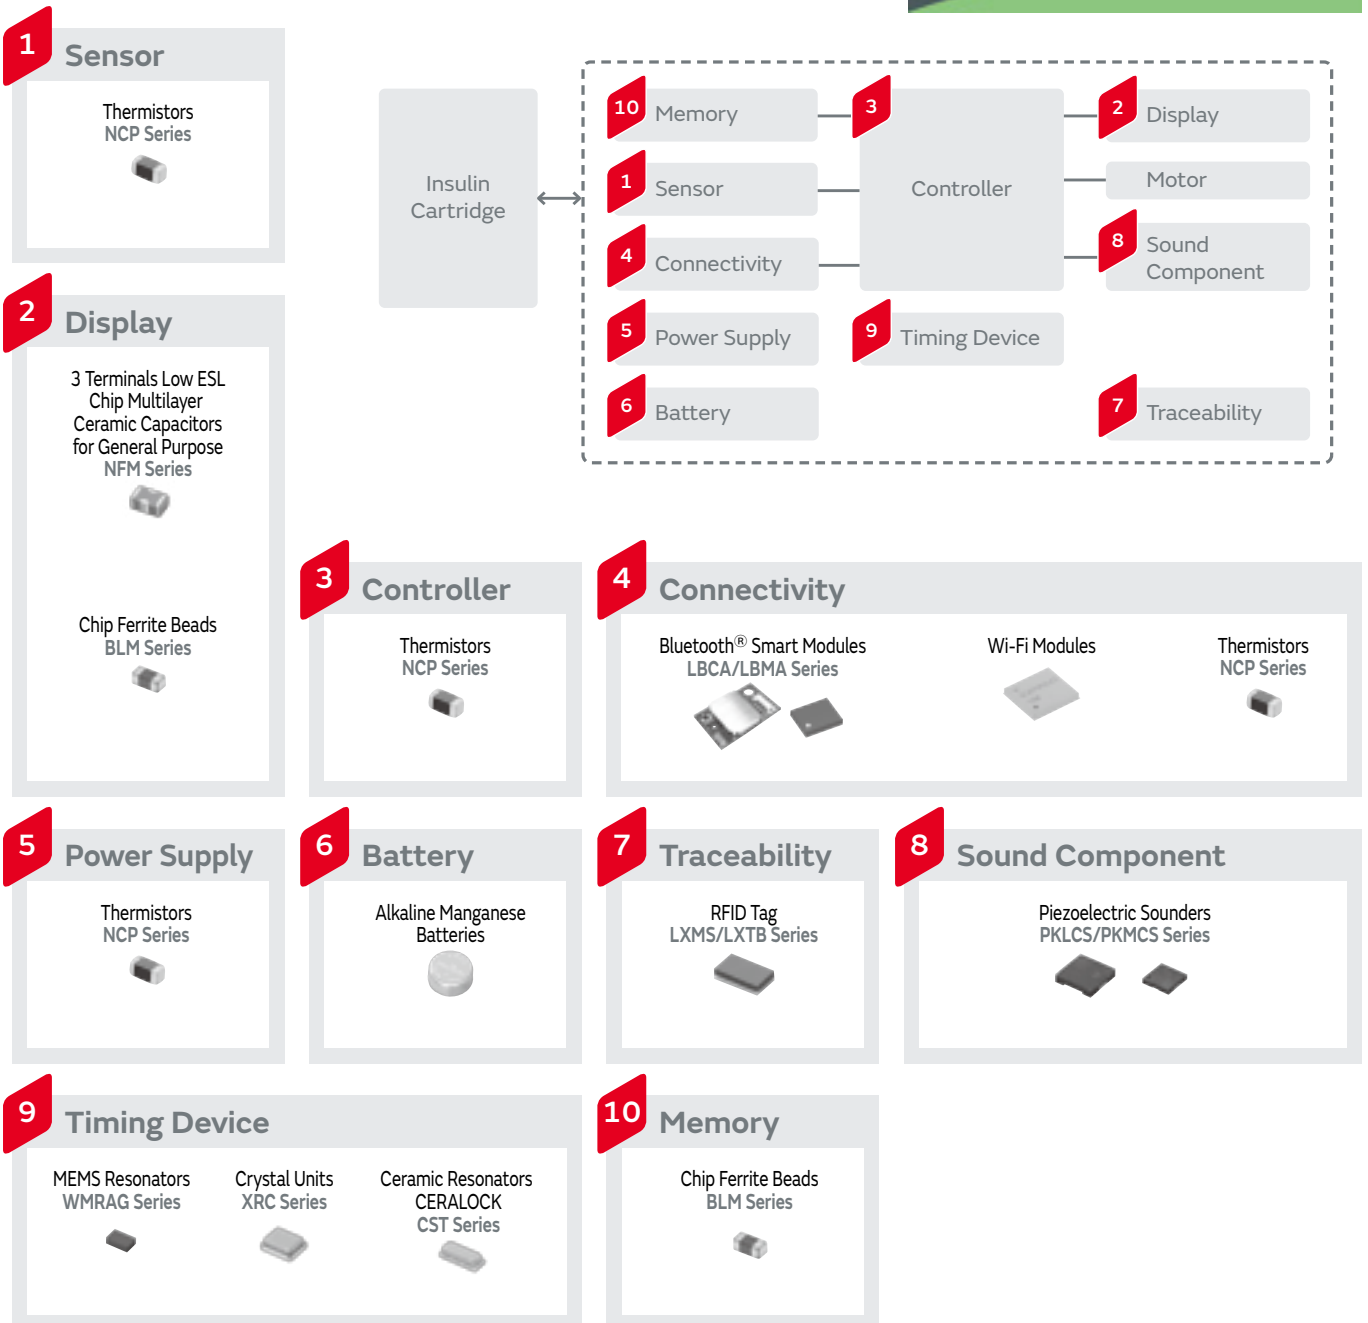 1
Sensor
Thermistors
NCP Series
Insulin
Cartridge
10
Memory
1
Sensor
4
Connectivity
5
Power Supply
6
Battery
3
Controller
9
Timing Device
2
Display
Motor
8
Sound
Component
7
Traceability
2
Display
3 Terminals Low ESL
Chip Multilayer
Ceramic Capacitors
for General Purpose
NFM Series
Chip Ferrite Beads
BLM Series
3
Controller
Thermistors
NCP Series
4
Connectivity
Bluetooth® Smart Modules
LBCA/LBMA Series
Wi-Fi Modules
Thermistors
NCP Series
5
Power Supply
Thermistors
NCP Series
6
Battery
Alkaline Manganese
Batteries
7
Traceability
RFID Tag
LXMS/LXTB Series
8
Sound Component
Piezoelectric Sounders
PKLCS/PKMCS Series
9
Timing Device
MEMS Resonators
WMRAG Series
Crystal Units
XRC Series
Ceramic Resonators
CERALOCK
CST Series
10
Memory
Chip Ferrite Beads
BLM Series